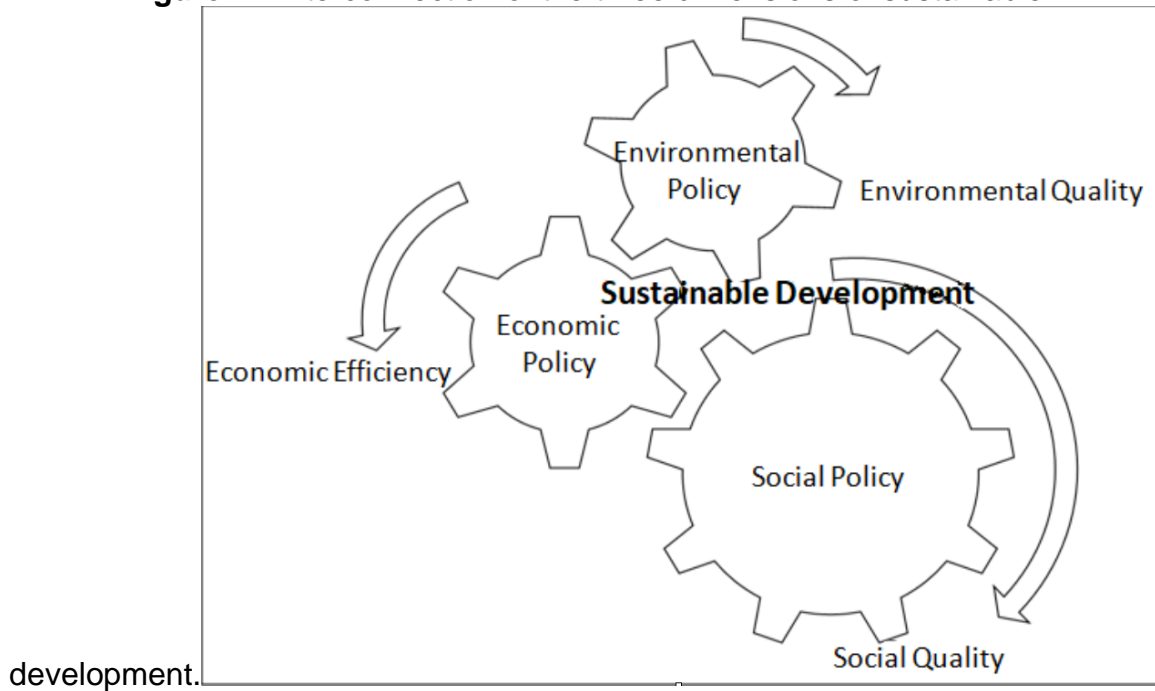 Environmental
Policy
Environmental Quality
Sustainable Development
Economic
Policy
Economic Efficiency
Social Policy
Social Quality
development.